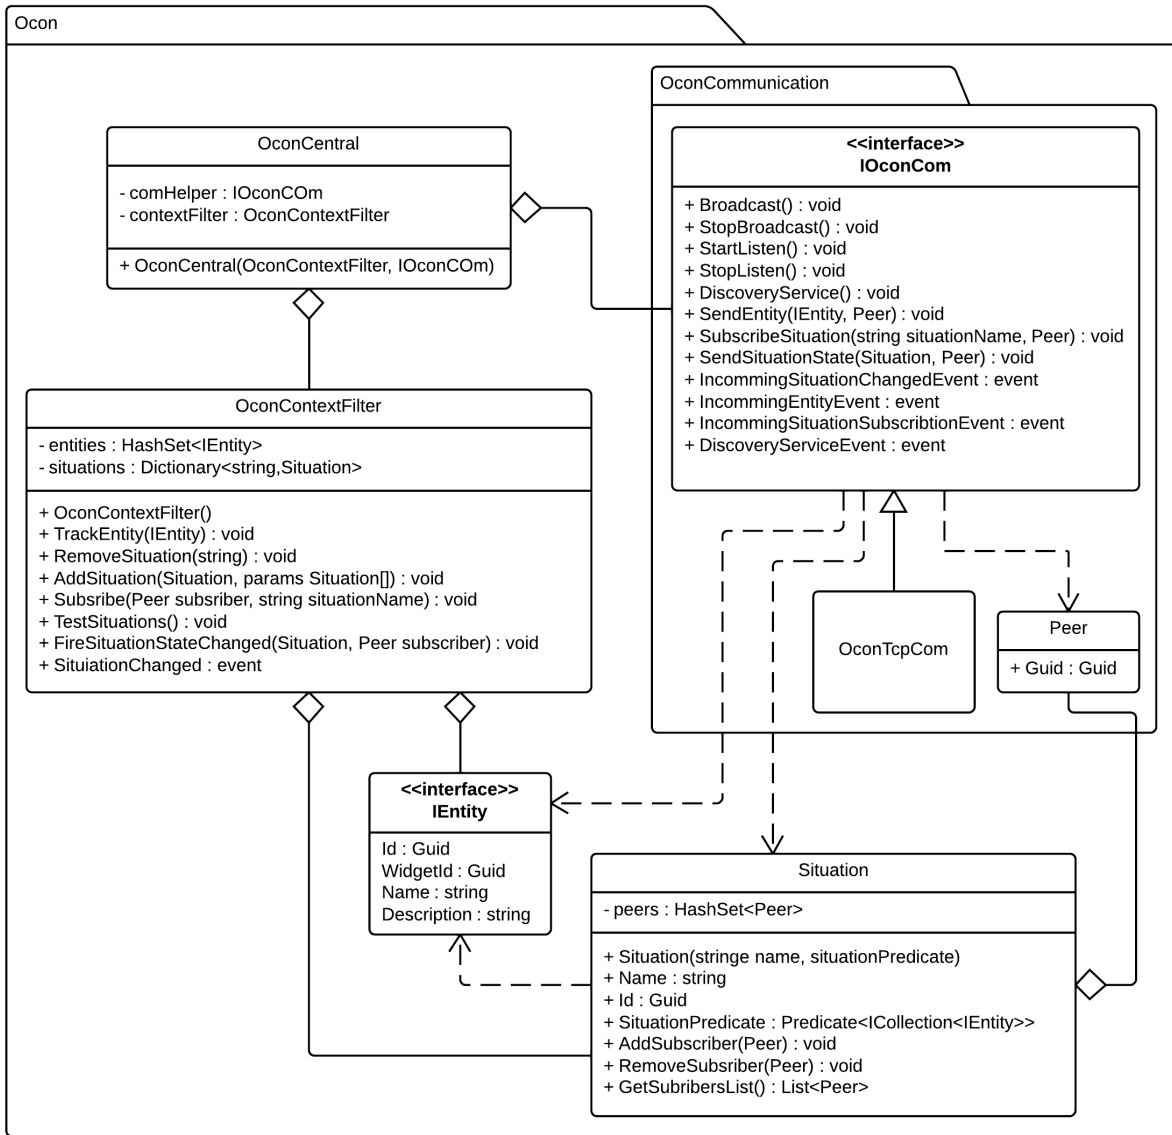 Ocon
OconCommunication
OconCentral
- comHelper : IOconCOm
- contextFilter : OconContextFilter
+ OconCentral(OconContextFilter, IOconCOm)
<<interface>>
IOconCom
+ Broadcast() : void
+ StopBroadcast() : void
+ StartListen() : void
+ StopListen() : void
+ DiscoveryService() : void
+ SendEntity(IEntity, Peer) : void
+ SubscribeSituation(string situationName, Peer) : void
+ SendSituationState(Situation, Peer) : void
+ IncommingSituationChangedEvent : event
+ IncommingEntityEvent : event
+ IncommingSituationSubscribtionEvent : event
+ DiscoveryServiceEvent : event
OconContextFilter
- entities : HashSet<IEntity>
- situations : Dictionary<string,Situation>
+ OconContextFilter()
+ TrackEntity(IEntity) : void
+ RemoveSituation(string) : void
+ AddSituation(Situation, params Situation[]) : void
+ Subsribe(Peer subsriber, string situationName) : void
+ TestSituations() : void
+ FireSituationStateChanged(Situation, Peer subscriber) : void
+ SituiationChanged : event
OconTcpCom
Peer
+ Guid : Guid
<<interface>>
IEntity
Id : Guid
WidgetId : Guid
Name : string
Description : string
Situation
- peers : HashSet<Peer>
+ Situation(stringe name, situationPredicate)
+ Name : string
+ Id : Guid
+ SituationPredicate : Predicate<ICollection<IEntity>>
+ AddSubscriber(Peer) : void
+ RemoveSubsriber(Peer) : void
+ GetSubribersList() : List<Peer>